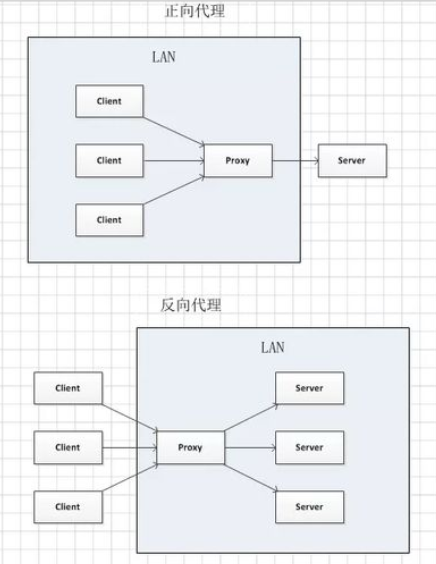 正向代理
LAN
Client
Client
Proxy
Server
Client
反向代理
LAN
Client
Server
Client
Proxy
Server
Client
Server